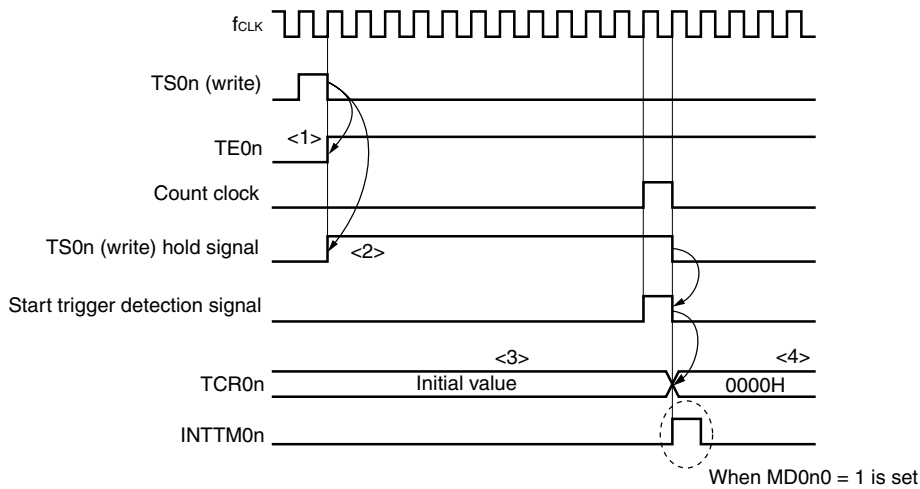 fCLK
TS0n (write)
<1>
TE0n
Count clock
TS0n (write) hold signal
<2>
Start trigger detection signal
<3>
<4>
TCR0n
Initial value
0000H
INTTM0n
When MD0n0 = 1 is set